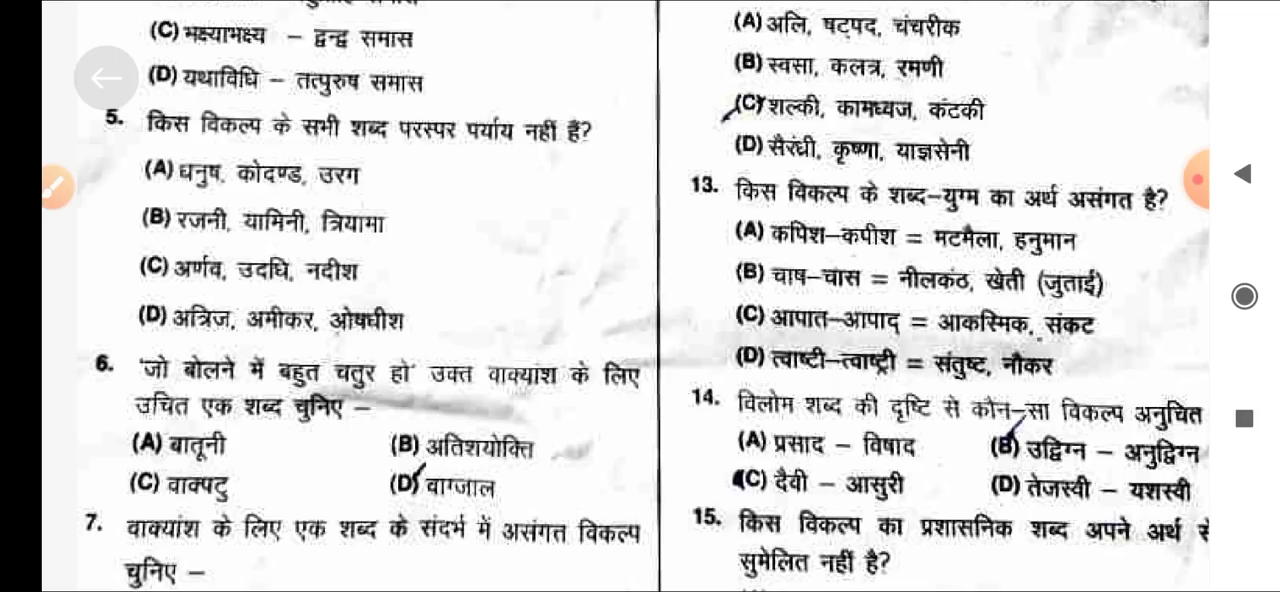 (C) भक्ष्याभक्ष्य – द्वन्द्व समास
(D) यथाविधि – तत्पुरुष समास
5. किस विकल्प के सभी शब्द परस्पर पर्याय नहीं हैं?
(A) धनुष, कोदण्ड, उरग
(B) रजनी, यामिनी, त्रियामा
(C) अर्णव, उदधि, नदीश
(D) अत्रिज, अमीकर, ओषधीश
6. 'जो बोलने में बहुत चतुर हो' उक्त वाक्यांश के लिए
उचित एक शब्द चुनिए –
(A) बातूनी (B) अतिशयोक्ति
(C) वाक्पटु (D) वाग्जाल
7. वाक्यांश के लिए एक शब्द के संदर्भ में असंगत विकल्प
चुनिए –
(A) अलि, षट्पद, चंचरीक
(B) स्वसा, कलत्र, रमणी
(C) शल्की, कामध्वज, कंटकी
(D) सैरंध्री, कृष्णा, याज्ञसेनी
13. किस विकल्प के शब्द-युग्म का अर्थ असंगत है?
(A) कपिश–कपीश = मटमैला, हनुमान
(B) चाष–चास = नीलकंठ, खेती (जुताई)
(C) आपात–आपाद = आकस्मिक, संकट
(D) त्वाष्टी–त्वाष्ट्री = संतुष्ट, नौकर
14. विलोम शब्द की दृष्टि से कौन-सा विकल्प अनुचित
(A) प्रसाद – विषाद (B) उद्विग्न – अनुद्विग्न
(C) दैवी – आसुरी (D) तेजस्वी – यशस्वी
15. किस विकल्प का प्रशासनिक शब्द अपने अर्थ से
सुमेलित नहीं है?